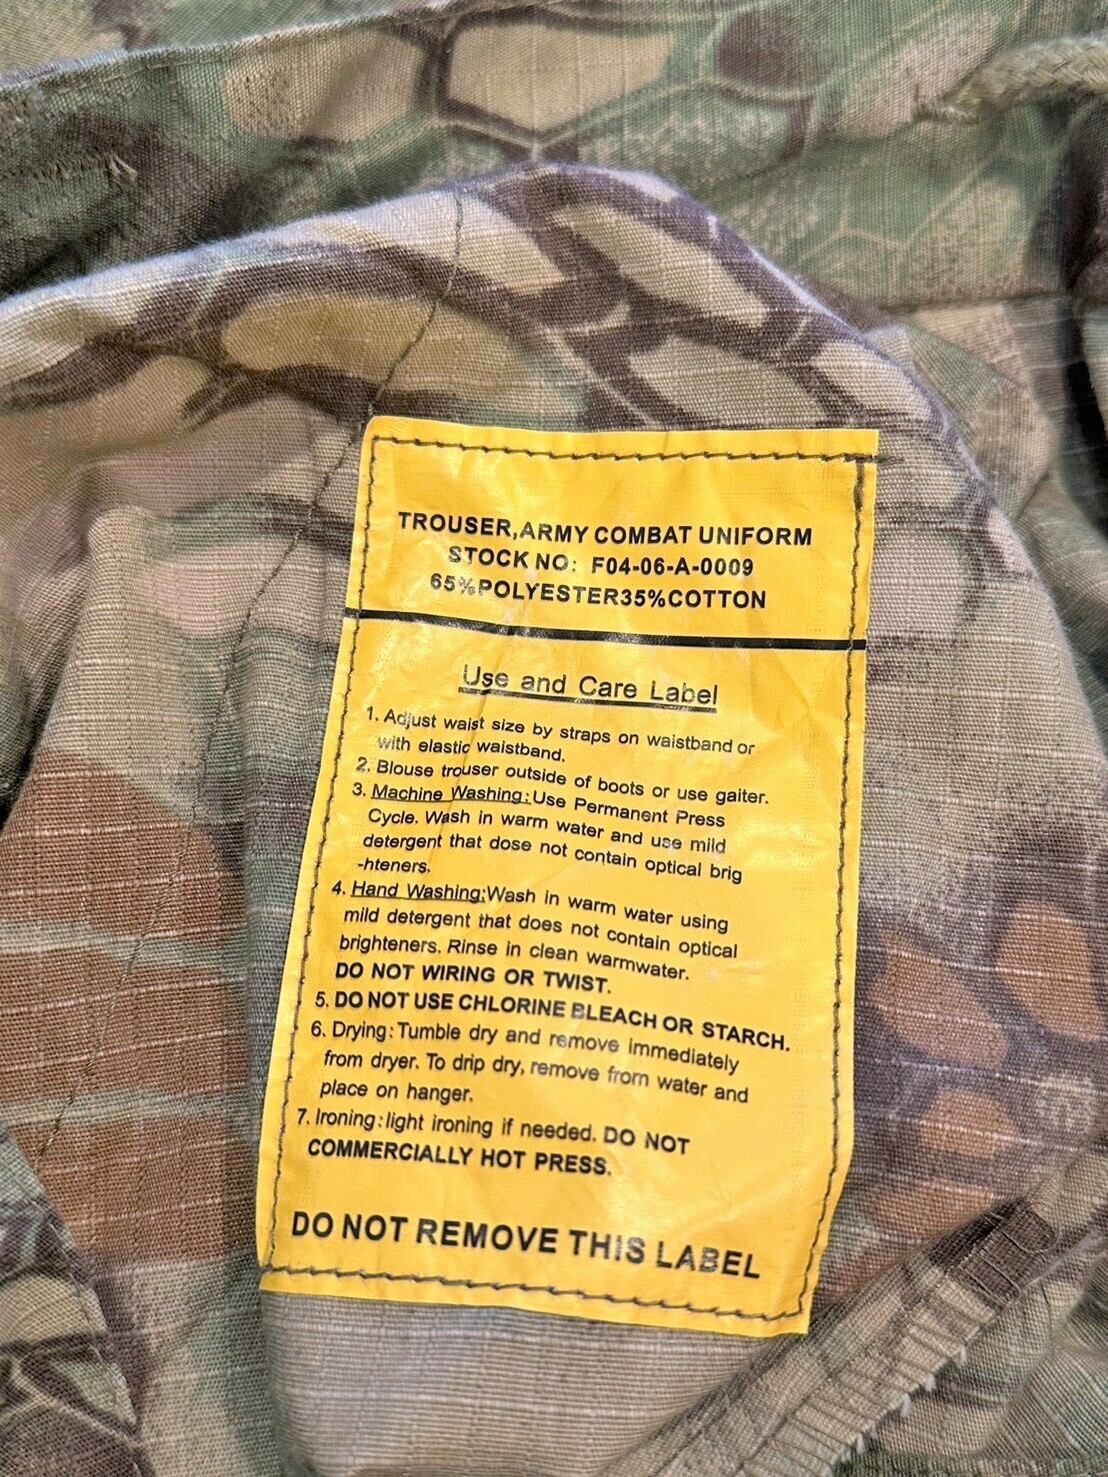 TROUSER,ARMY COMBAT UNIFORM
STOCK NO: F04-06-A-0009
65%POLYESTER35%COTTON
Use and Care Label
1. Adjust waist size by straps on waistband or
with elastic waistband.
2. Blouse trouser outside of boots or use gaiter.
3. Machine Washing:Use Permanent Press
Cycle. Wash in warm water and use mild
detergent that dose not contain optical brig
-hteners.
4. Hand Washing:Wash in warm water using
mild detergent that does not contain optical
brighteners. Rinse in clean warmwater.
DO NOT WIRING OR TWIST.
5. DO NOT USE CHLORINE BLEACH OR STARCH.
6. Drying:Tumble dry and remove immediately
from dryer. To drip dry, remove from water and
place on hanger.
7. Ironing:light ironing if needed. DO NOT
COMMERCIALLY HOT PRESS.
DO NOT REMOVE THIS LABEL